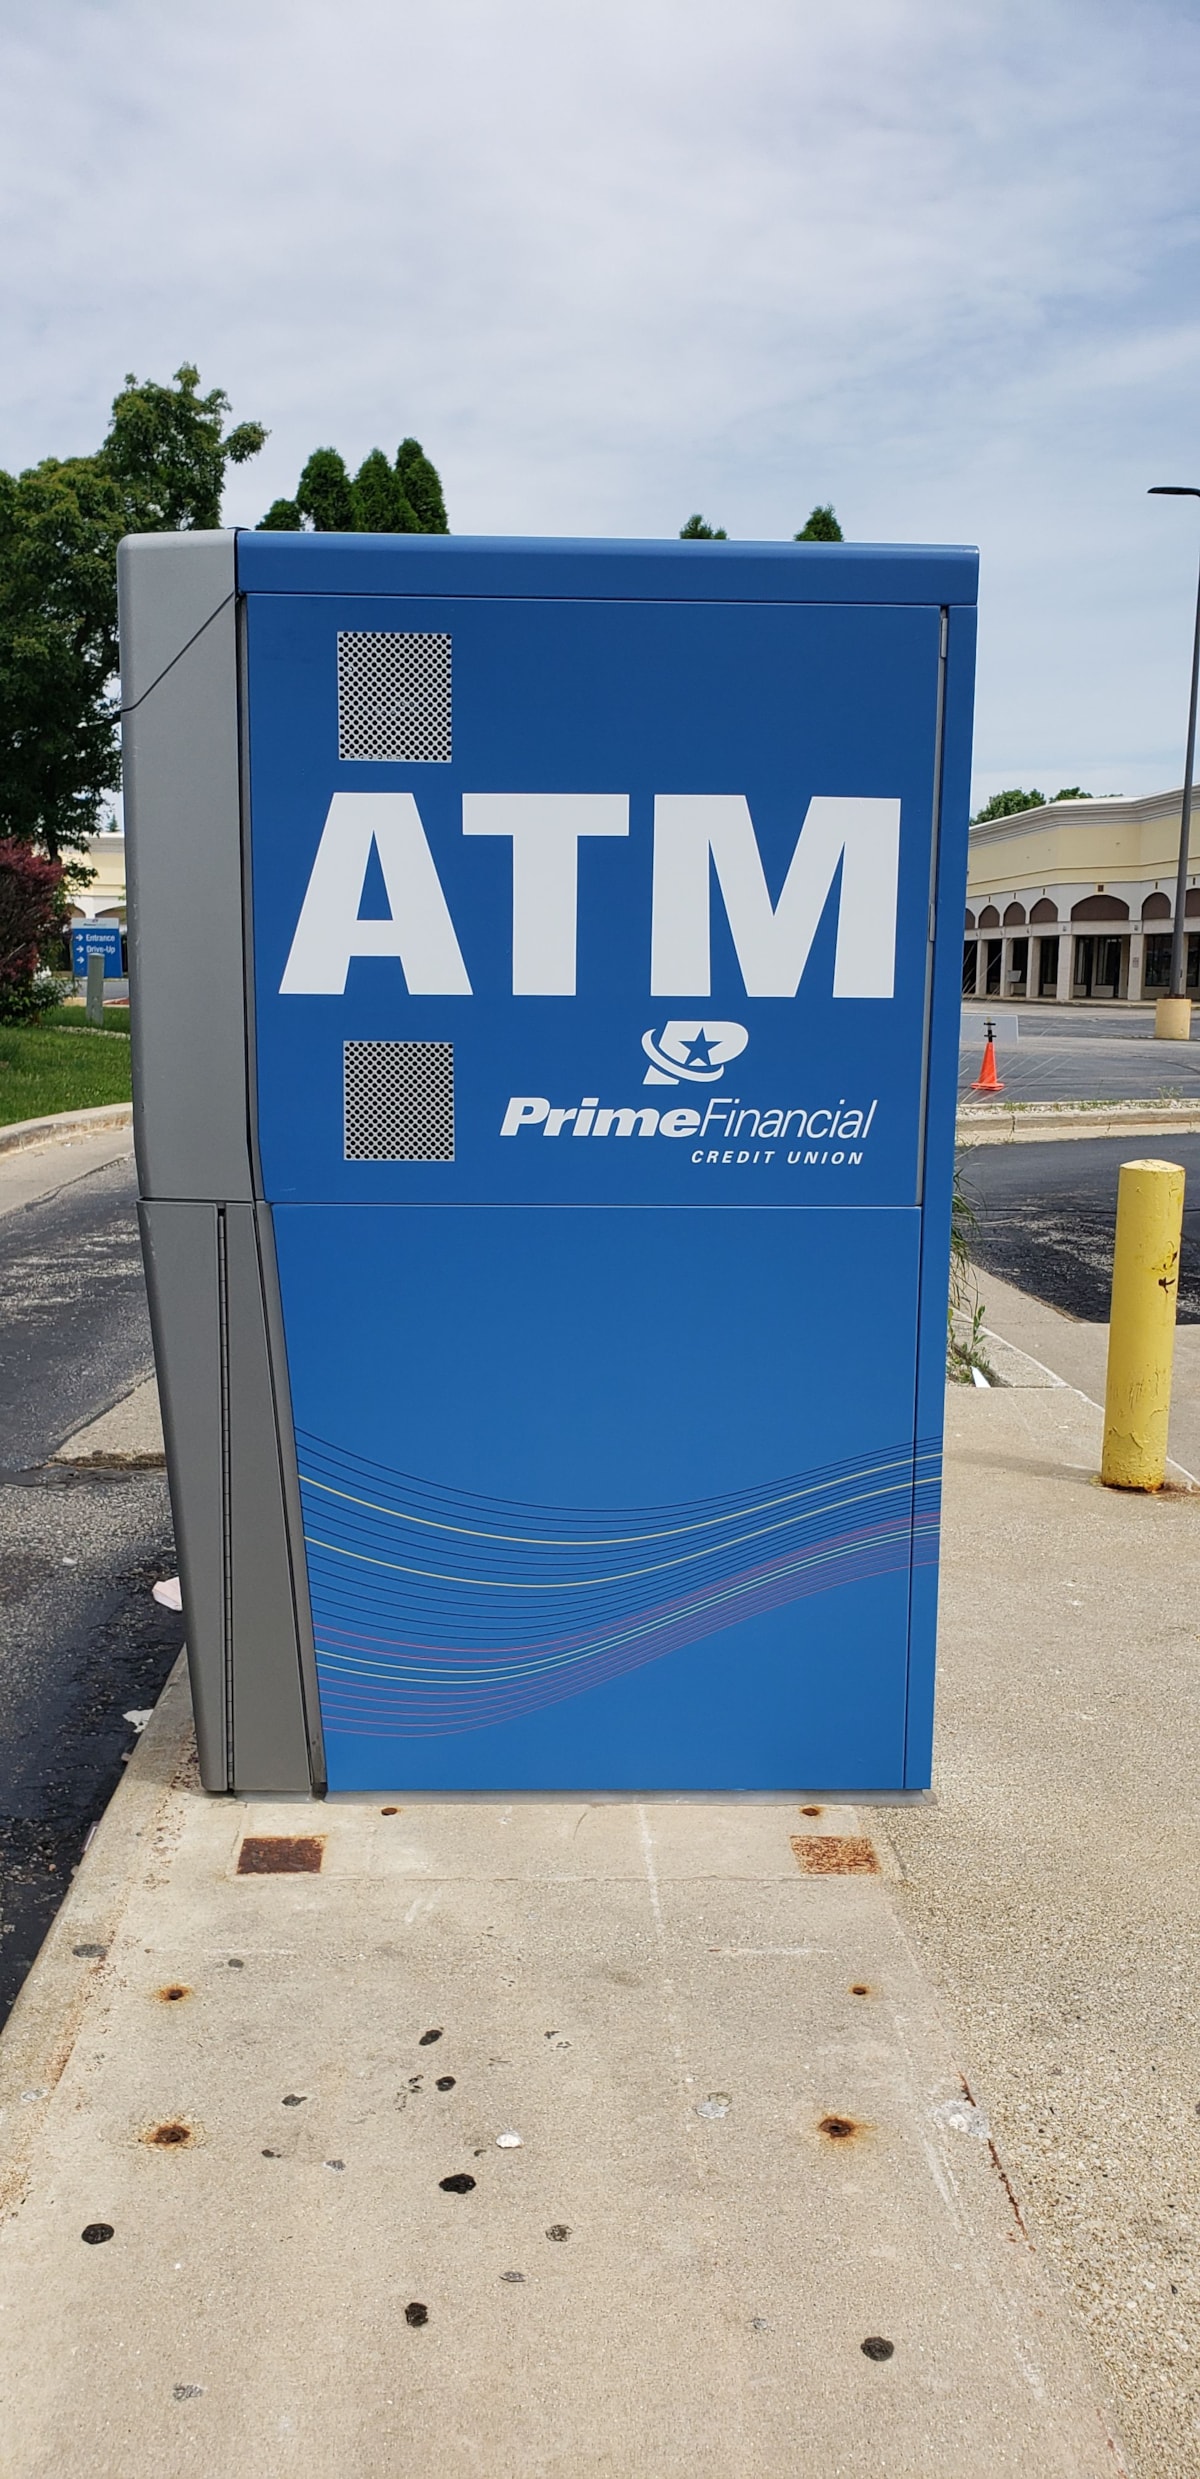 ATM
PrimeFinancial
CREDIT UNION
→ Entrance
→ Drive-Up
→